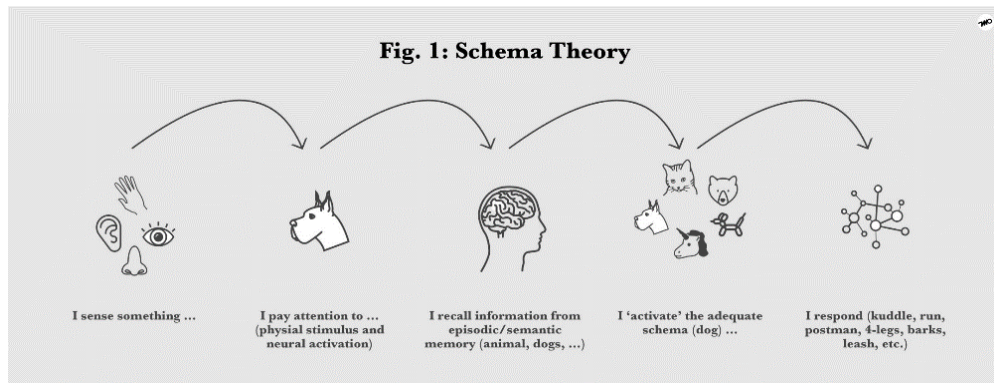 Fig. 1: Schema Theory
I sense something ...
I pay attention to ...
(physial stimulus and
neural activation)
I recall information from
episodic/semantic
memory (animal, dogs, ...)
I ‘activate’ the adequate
schema (dog) ...
I respond (kuddle, run,
postman, 4-legs, barks,
leash, etc.)